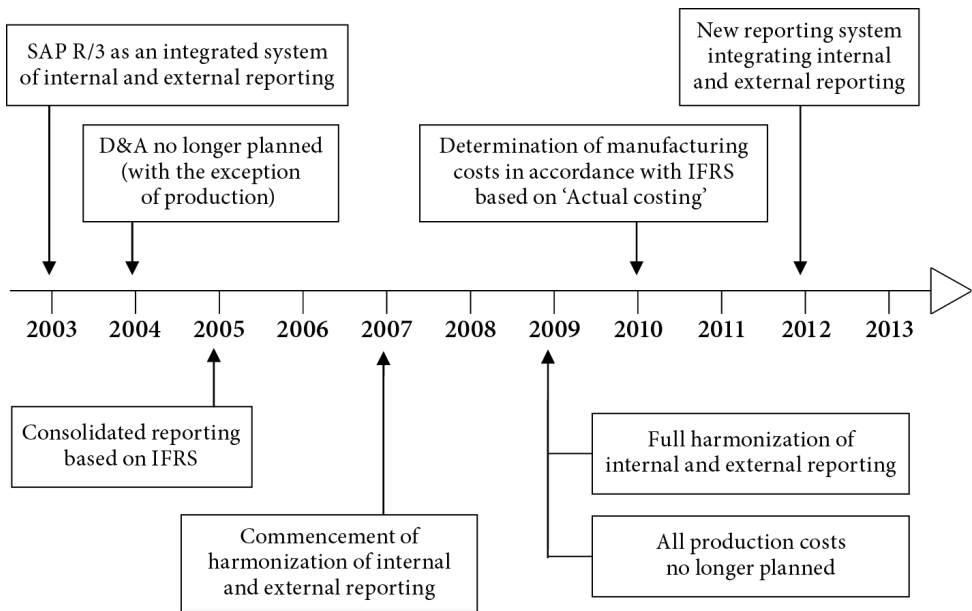 SAP R/3 as an integrated system
of internal and external reporting
New reporting system
integrating internal
and external reporting
D&A no longer planned
(with the exception
of production)
Determination of manufacturing
costs in accordance with IFRS
based on ‘Actual costing’
2003 2004 2005 2006 2007 2008 2009 2010 2011 2012 2013
Consolidated reporting
based on IFRS
Commencement of
harmonization of internal
and external reporting
Full harmonization of
internal and external reporting
All production costs
no longer planned